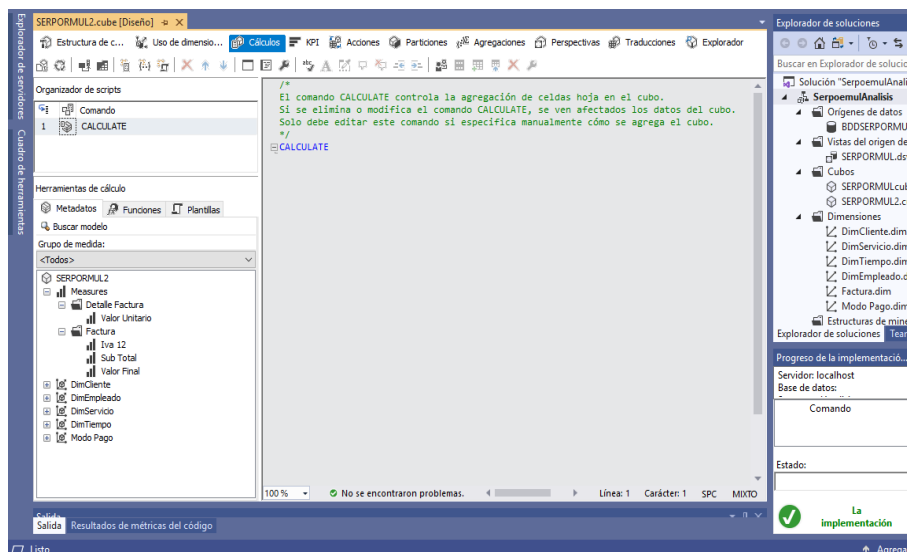 Explorador de servidores
Cuadro de herramientas
SERPORMUL2.cube [Diseño]
Estructura de c...
Uso de dimensio...
Cálculos
KPI
Acciones
Particiones
Agregaciones
Perspectivas
Traducciones
Explorador
Organizador de scripts
Comando
1 CALCULATE
Herramientas de cálculo
Metadatos
Funciones
Plantillas
Buscar modelo
Grupo de medida:
<Todos>
SERPORMUL2
Measures
Detalle Factura
Valor Unitario
Factura
Iva 12
Sub Total
Valor Final
DimCliente
DimEmpleado
DimServicio
DimTiempo
Modo Pago
/*
El comando CALCULATE controla la agregación de celdas hoja en el cubo.
Si se elimina o modifica el comando CALCULATE, se ven afectados los datos del cubo.
Solo debe editar este comando si especifica manualmente cómo se agrega el cubo.
*/
CALCULATE
100 %
No se encontraron problemas.
Línea: 1
Carácter: 1
SPC
MIXTO
Salida
Salida
Resultados de métricas del código
Listo
Explorador de soluciones
Buscar en Explorador de solucio
Solución "SerpoemulAnali
SerpoemulAnalisis
Orígenes de datos
BDDSERPORMU
Vistas del origen de
SERPORMUL.ds
Cubos
SERPORMUL.cub
SERPORMUL2.c
Dimensiones
DimCliente.dim
DimServicio.dim
DimTiempo.dim
DimEmpleado.d
Factura.dim
Modo Pago.dim
Estructuras de mine
Explorador de soluciones
Tear
Progreso de la implementació...
Servidor: localhost
Base de datos:
Comando
Estado:
La
implementación
Agrega